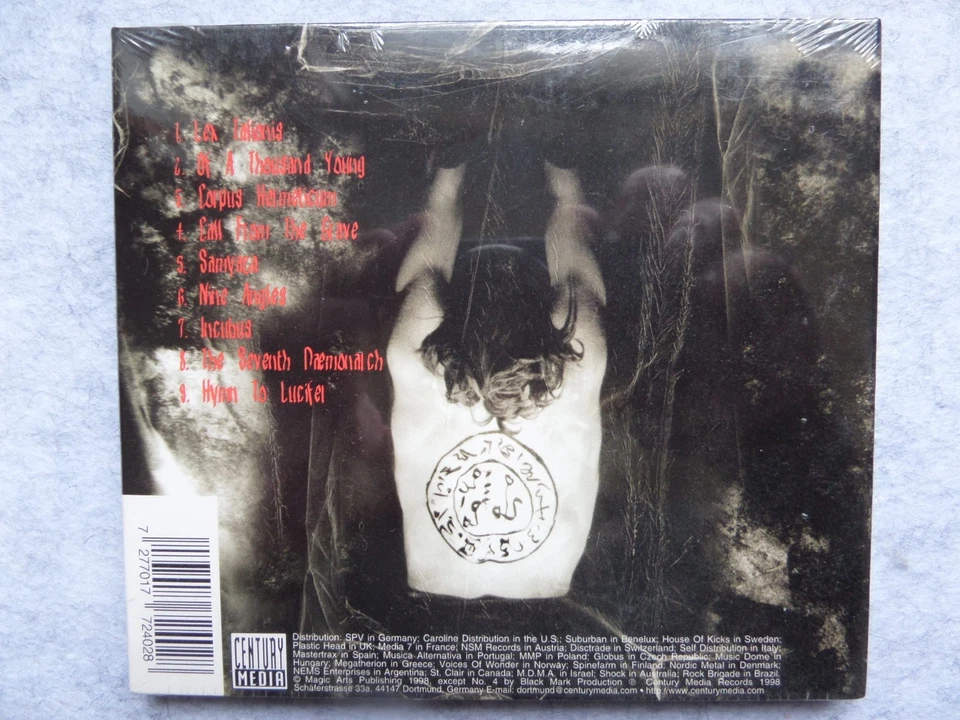 1. Lex Talionis
2. Of A Thousand Young
3. Corpus Hermeticum
4. Call From The Grave
5. Samyaza
6. Nine Angles
7. Incubus
8. The Seventh Daemonarch
9. Hymn To Lucifer
7 277017 724028
CENTURY
MEDIA
Distribution: SPV in Germany; Caroline Distribution in the U.S.; Suburban in Benelux; House Of Kicks in Sweden;
Plastic Head in UK; Media 7 in France; NSM Records in Austria; Disctrade in Switzerland; Self Distribution in Italy;
Mastertrax in Spain; Musica Alternativa in Portugal; MMP in Poland; Globus in Czech Republic; Music Dome in
Hungary; Megatherion in Greece; Voices Of Wonder in Norway; Spinefarm in Finland; Nordic Metal in Denmark;
NEMS Enterprises in Argentina; St. Clair in Canada; M.D.M.A. in Israel; Shock in Australia; Rock Brigade in Brazil.
© Magic Arts Publishing 1998, except No. 4 by Black Mark Production ℗ Century Media Records 1998
Schäferstrasse 33a, 44147 Dortmund, Germany E-mail: dortmund@centurymedia.com • http://www.centurymedia.com